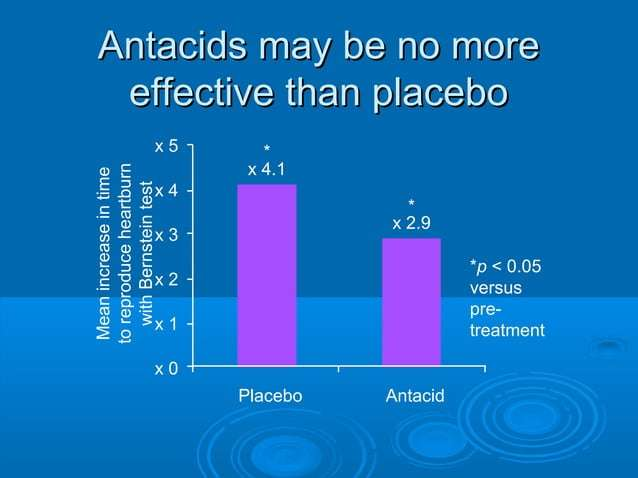 Antacids may be no more
effective than placebo
Mean increase in time
to reproduce heartburn
with Bernstein test
x 5
x 4
x 3
x 2
x 1
x 0
*
x 4.1
*
x 2.9
Placebo
Antacid
*p < 0.05
versus
pre-
treatment